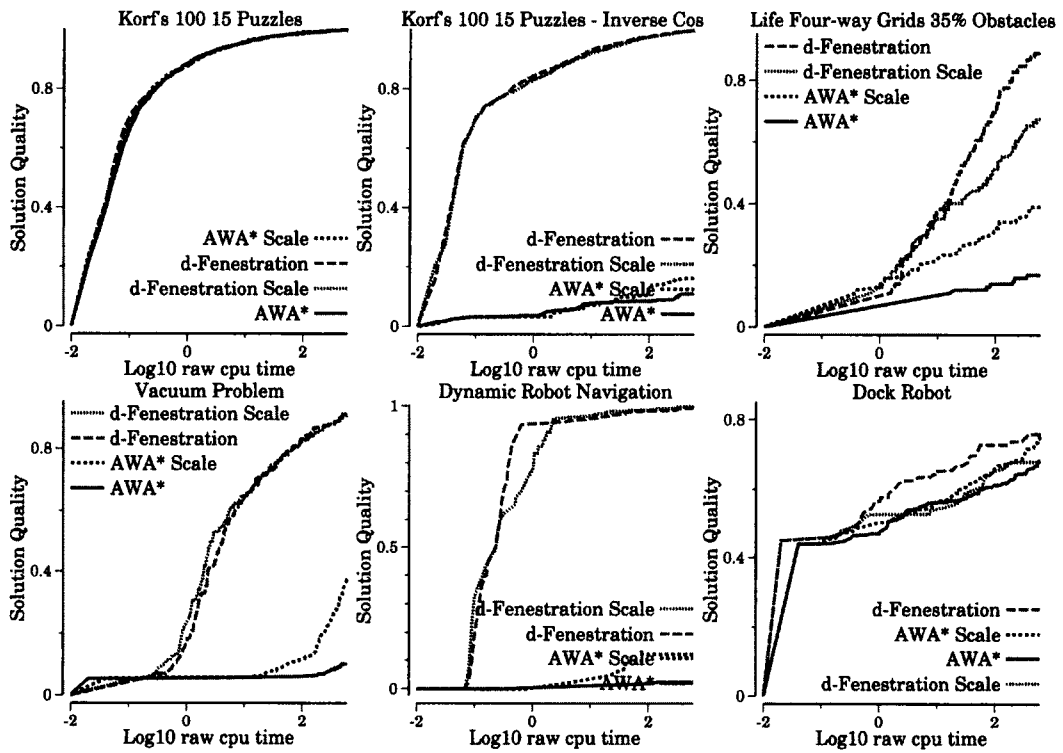 Korf's 100 15 Puzzles
Solution Quality
0.8
0.4
0
AWA* Scale
d-Fenestration
d-Fenestration Scale
AWA*
-2 0 2
Log10 raw cpu time
Korf's 100 15 Puzzles - Inverse Cos
Solution Quality
0.8
0.4
0
d-Fenestration
d-Fenestration Scale
AWA* Scale
AWA*
-2 0 2
Log10 raw cpu time
Life Four-way Grids 35% Obstacles
Solution Quality
0.8
0.4
0
d-Fenestration
d-Fenestration Scale
AWA* Scale
AWA*
-2 0 2
Log10 raw cpu time
Vacuum Problem
Solution Quality
0.8
0.4
0
d-Fenestration Scale
d-Fenestration
AWA* Scale
AWA*
-2 0 2
Log10 raw cpu time
Dynamic Robot Navigation
Solution Quality
1
0.5
0
d-Fenestration Scale
d-Fenestration
AWA* Scale
AWA*
-2 0 2
Log10 raw cpu time
Dock Robot
Solution Quality
0.8
0.4
0
d-Fenestration
AWA* Scale
AWA*
d-Fenestration Scale
-2 0 2
Log10 raw cpu time